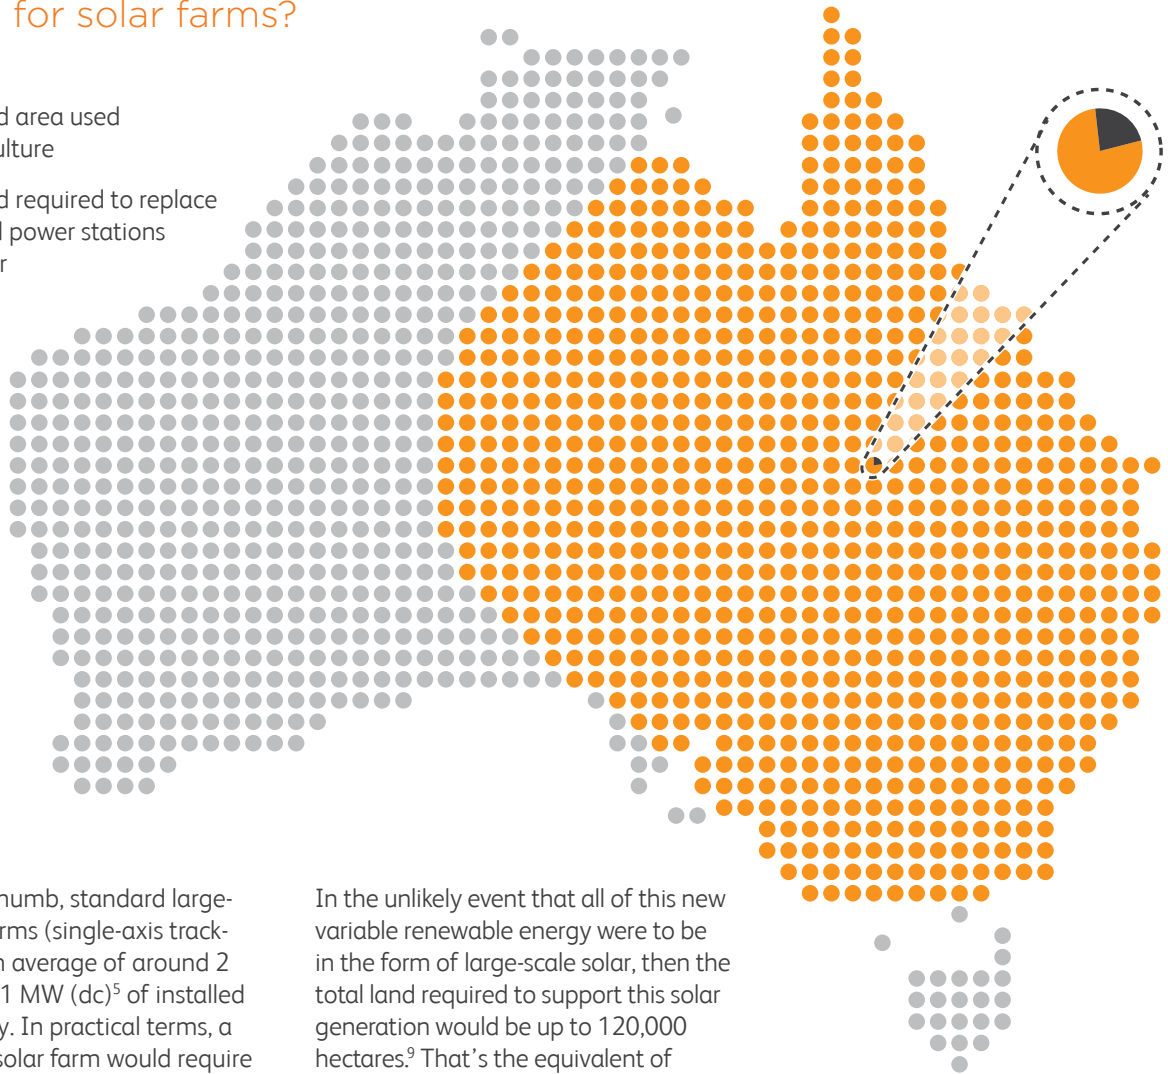 for solar farms?
d area used
ulture
d required to replace
l power stations
r
humb, standard large-
rms (single-axis track-
n average of around 2
1 MW (dc)⁵ of installed
y. In practical terms, a
solar farm would require
In the unlikely event that all of this new
variable renewable energy were to be
in the form of large-scale solar, then the
total land required to support this solar
generation would be up to 120,000
hectares.⁹ That’s the equivalent of